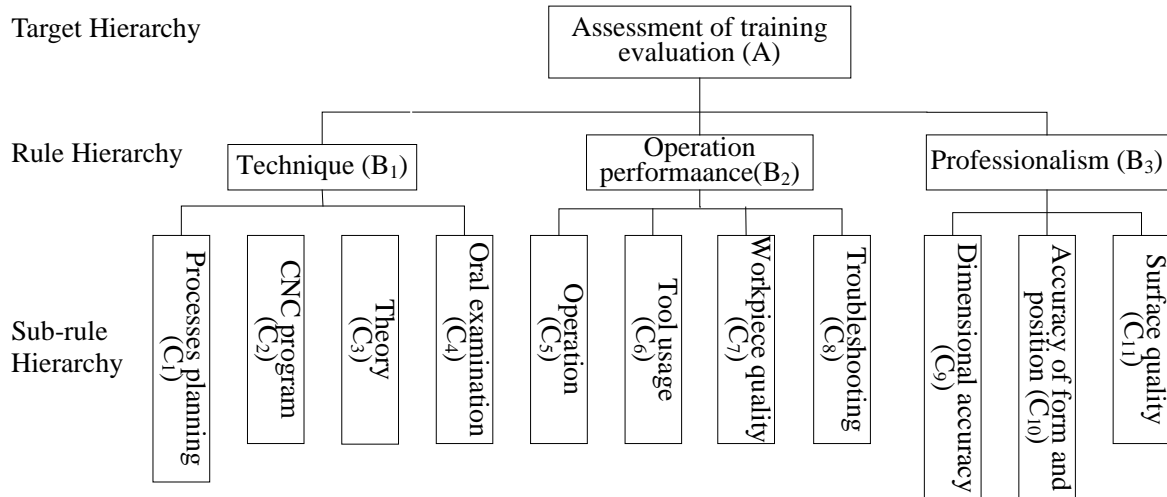 Target Hierarchy
Assessment of training
evaluation (A)
Rule Hierarchy
Technique (B₁)
Operation
performaance(B₂)
Professionalism (B₃)
Sub-rule
Hierarchy
Processes planning
(C₁)
CNC program
(C₂)
Theory
(C₃)
Oral examination
(C₄)
Operation
(C₅)
Tool usage
(C₆)
Workpiece quality
(C₇)
Troubleshooting
(C₈)
Dimensional accuracy
(C₉)
Accuracy of form and
position (C₁₀)
Surface quality
(C₁₁)